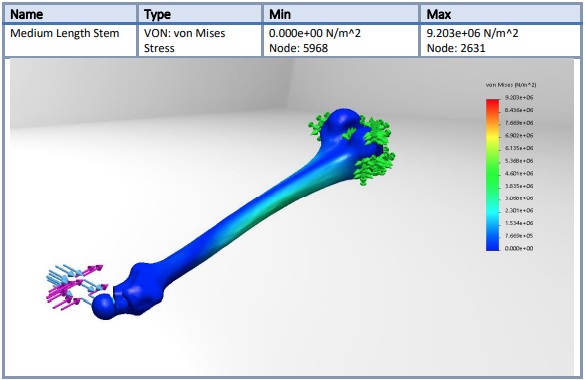 Name Type Min Max
Medium Length Stem VON: von Mises 0.000e+00 N/m^2 9.203e+06 N/m^2
Stress Node: 5968 Node: 2631
von Mises (N/m^2)
9.203e+06
8.436e+06
7.669e+06
6.902e+06
6.135e+06
5.368e+06
4.601e+06
3.835e+06
3.068e+06
2.301e+06
1.534e+06
7.669e+05
0.000e+00